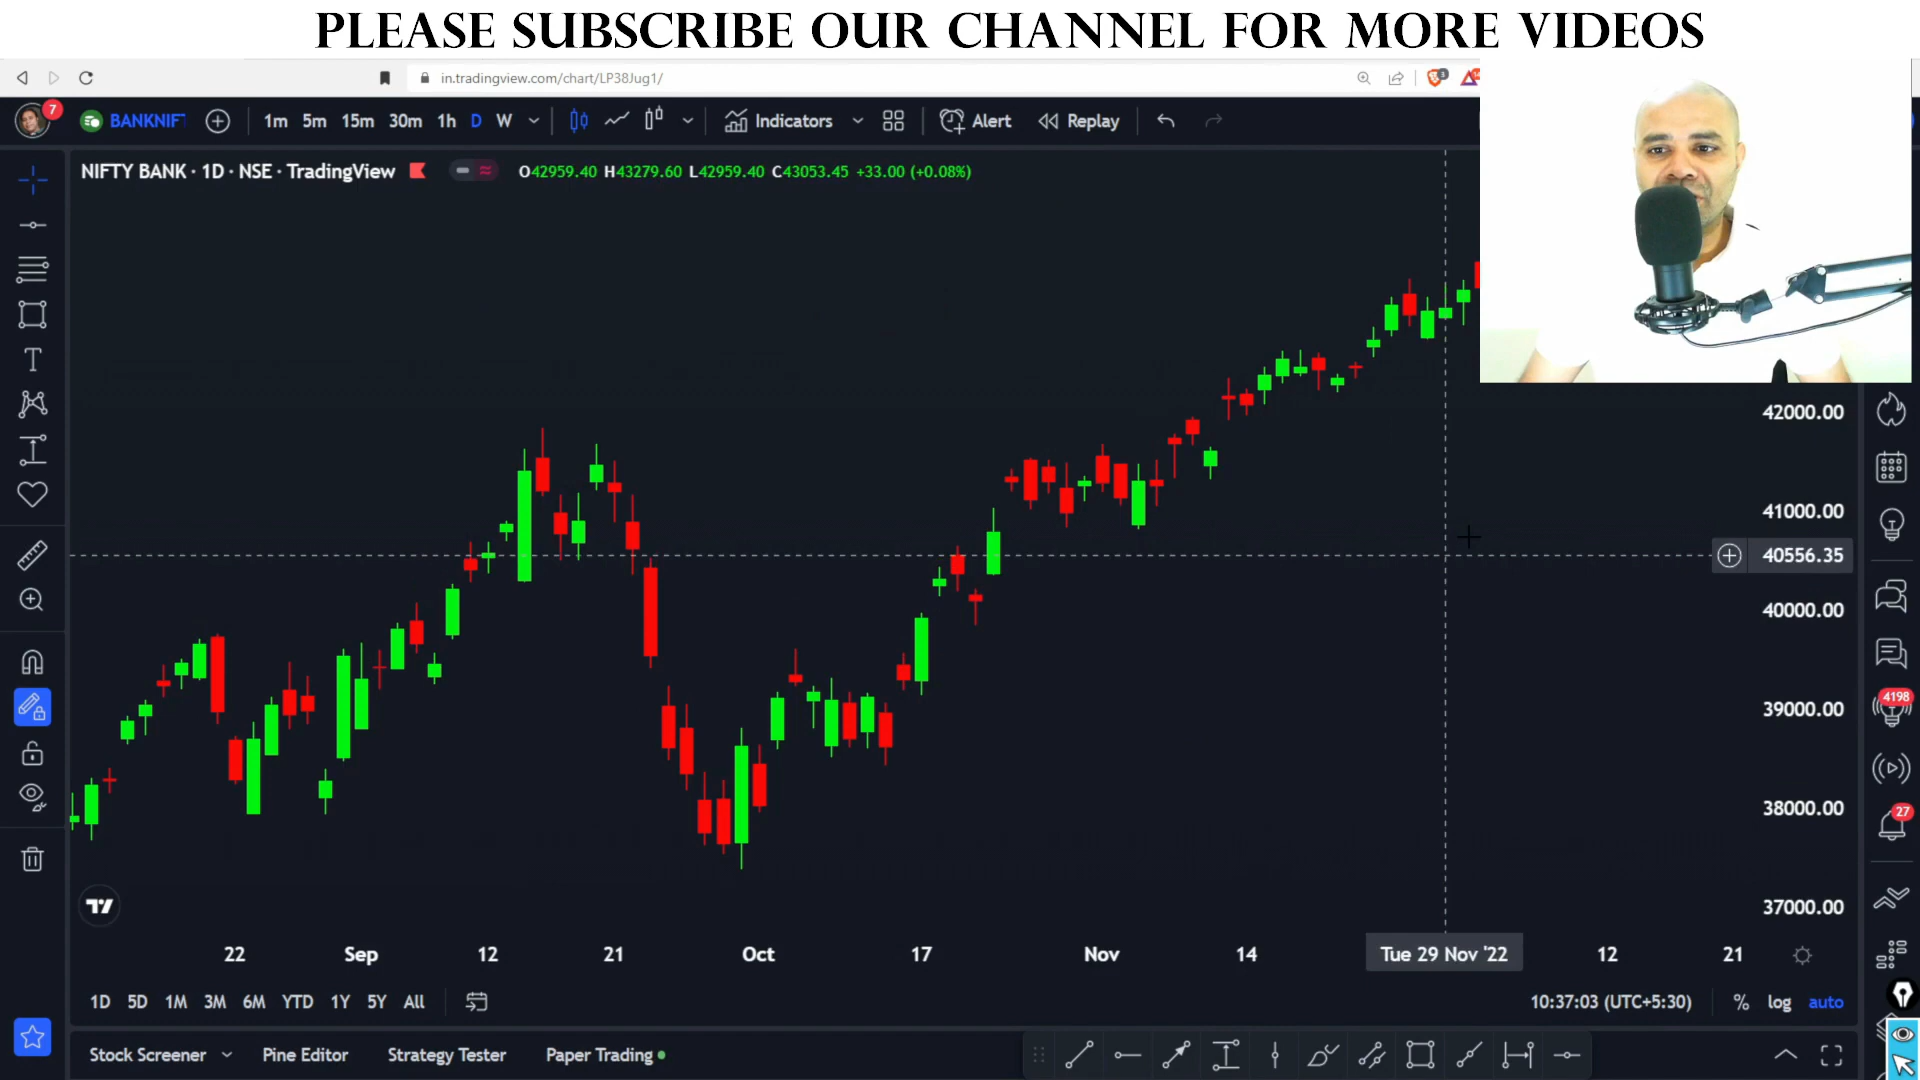 PLEASE SUBSCRIBE OUR CHANNEL FOR MORE VIDEOS
in.tradingview.com/chart/LP38Jug1/
3
7
BANKNIF
1m 5m 15m 30m 1h D W
Indicators
Alert
Replay
NIFTY BANK · 1D · NSE · TradingView
O42959.40 H43279.60 L42959.40 C43053.45 +33.00 (+0.08%)
42000.00
41000.00
40556.35
40000.00
4198
39000.00
38000.00
27
37000.00
22 Sep 12 21 Oct 17 Nov 14 Tue 29 Nov '22 12 21
1D 5D 1M 3M 6M YTD 1Y 5Y All
10:37:03 (UTC+5:30) % log auto
Stock Screener Pine Editor Strategy Tester Paper Trading